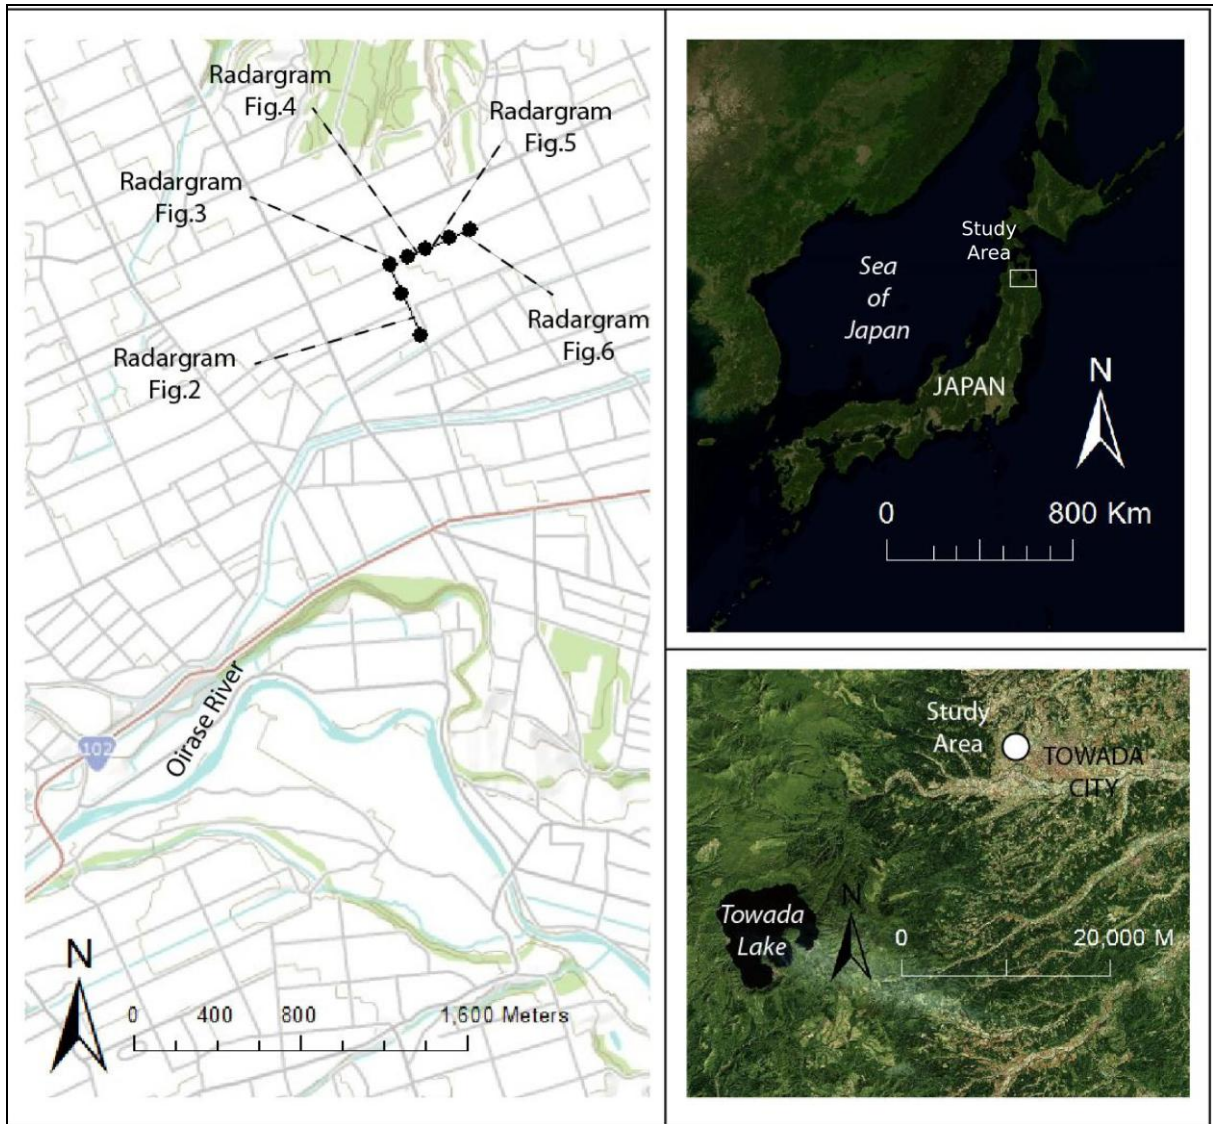 Radargram
Fig.4
Radargram
Fig.5
Radargram
Fig.3
Radargram
Fig.6
Radargram
Fig.2
Oirase River
102
N
0 400 800 1,600 Meters
Study
Area
Sea
of
Japan
JAPAN
N
0 800 Km
Study
Area
TOWADA
CITY
Towada
Lake
N
0 20,000 M